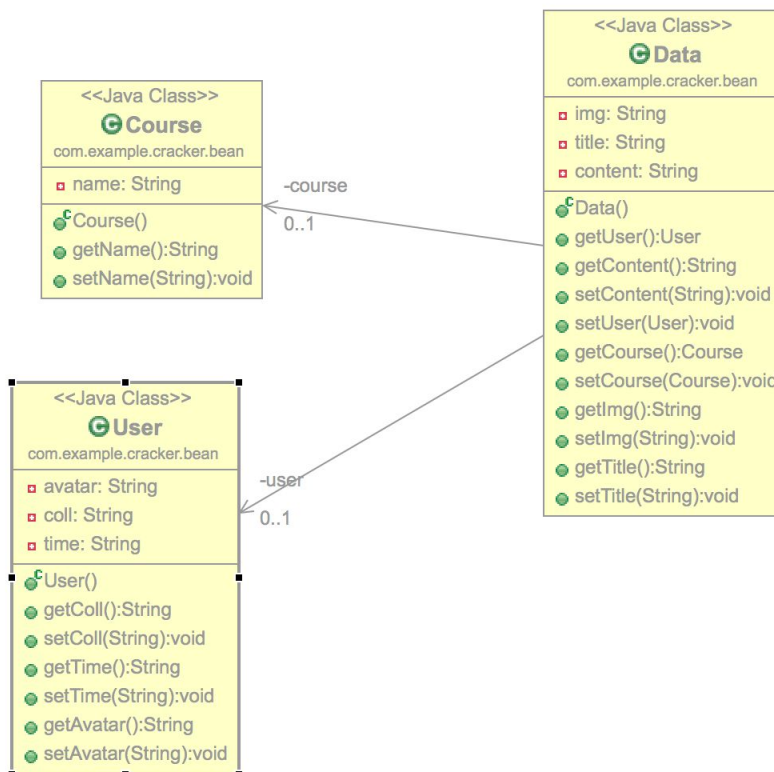 <<Java Class>>
Course
com.example.cracker.bean
name: String
Course()
getName():String
setName(String):void
-course
0..1
<<Java Class>>
Data
com.example.cracker.bean
img: String
title: String
content: String
Data()
getUser():User
getContent():String
setContent(String):void
setUser(User):void
getCourse():Course
setCourse(Course):void
getImg():String
setImg(String):void
getTitle():String
setTitle(String):void
<<Java Class>>
User
com.example.cracker.bean
avatar: String
coll: String
time: String
User()
getColl():String
setColl(String):void
getTime():String
setTime(String):void
getAvatar():String
setAvatar(String):void
-user
0..1